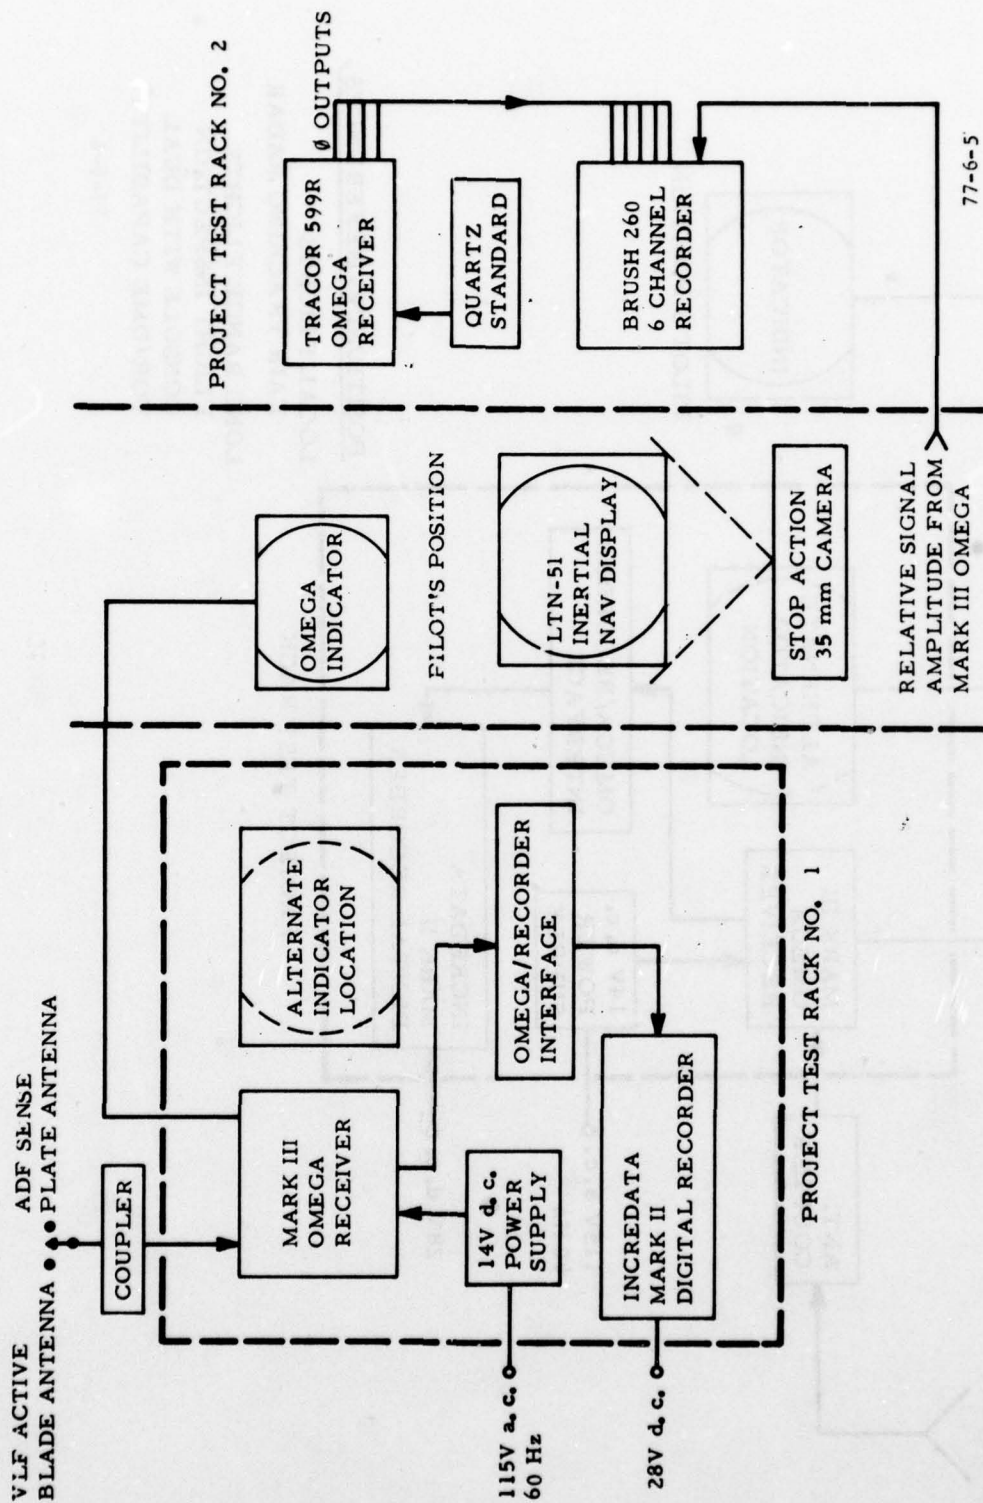 VLF ACTIVE
BLADE ANTENNA
ADF SENSE
PLATE ANTENNA
COUPLER
MARK III
OMEGA
RECEIVER
ALTERNATE
INDICATOR
LOCATION
14V d. c.
POWER
SUPPLY
OMEGA/RECORDER
INTERFACE
INCREDATA
MARK II
DIGITAL RECORDER
115V a. c.
60 Hz
28V d. c.
PROJECT TEST RACK NO. 1
OMEGA
INDICATOR
PILOT'S POSITION
LTN-51
INERTIAL
NAV DISPLAY
STOP ACTION
35 mm CAMERA
RELATIVE SIGNAL
AMPLITUDE FROM
MARK III OMEGA
PROJECT TEST RACK NO. 2
TRACOR 599R
OMEGA
RECEIVER
Ø OUTPUTS
QUARTZ
STANDARD
BRUSH 260
6 CHANNEL
RECORDER
77-6-5